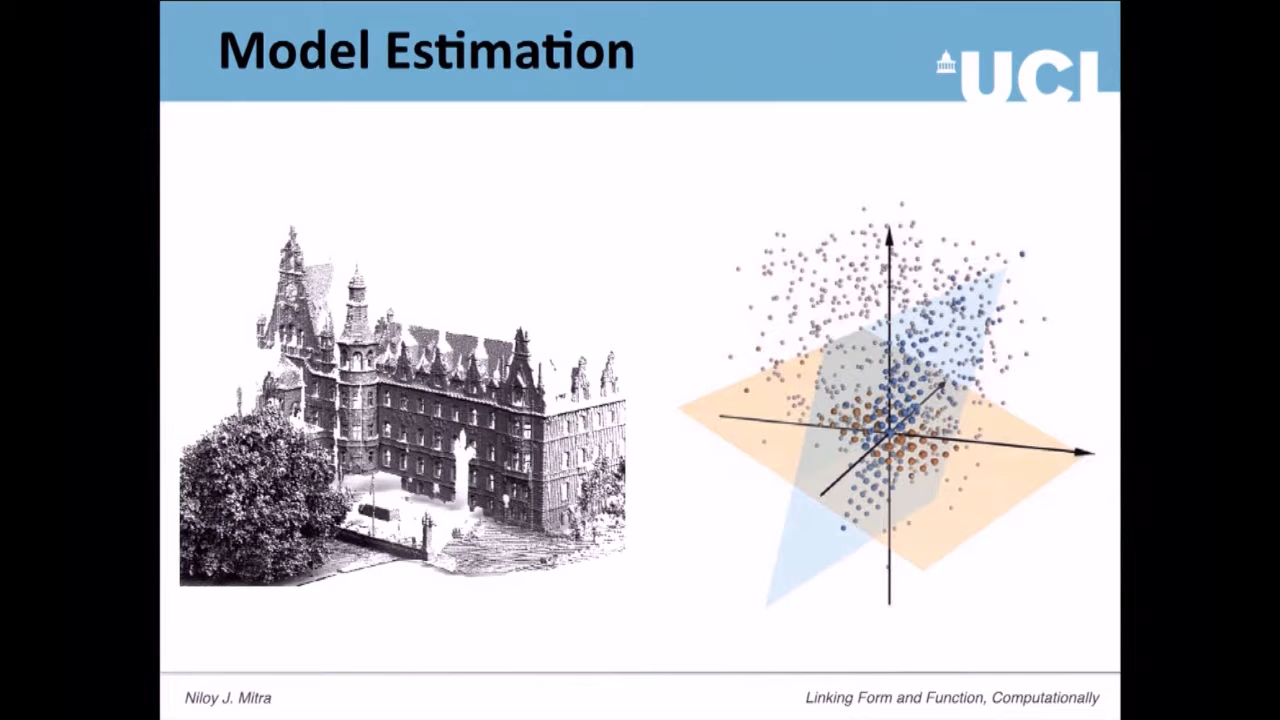 Model Estimation
UCL
Niloy J. Mitra
Linking Form and Function, Computationally